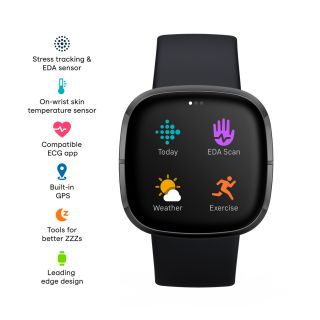 Stress tracking &
EDA sensor
On-wrist skin
temperature sensor
Compatible
ECG app
Built-in
GPS
Tools for
better ZZZs
Leading
edge design
Today
EDA Scan
Weather
Exercise